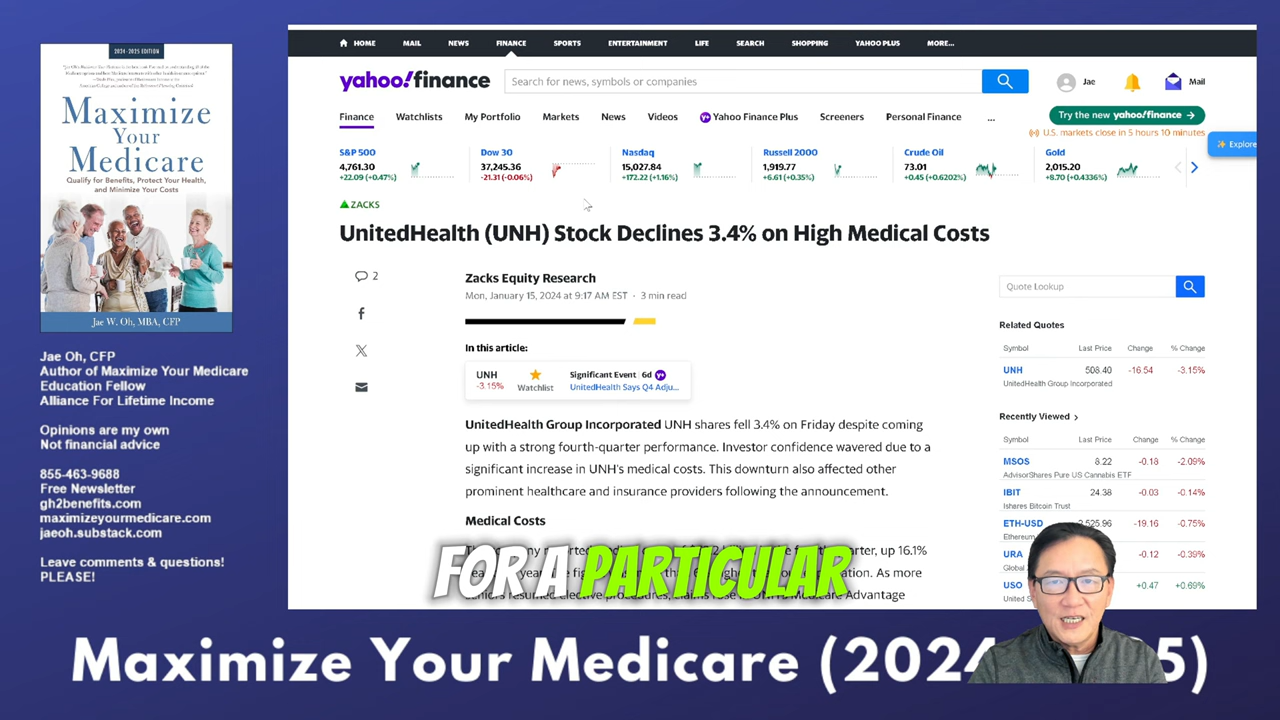 2024-2025 EDITION
Maximize
Your
Medicare
Qualify for Benefits, Protect Your Health,
and Minimize Your Costs
Jae W. Oh, MBA, CFP
Jae Oh, CFP
Author of Maximize Your Medicare
Education Fellow
Alliance For Lifetime Income
Opinions are my own
Not financial advice
855-463-9688
Free Newsletter
gh2benefits.com
maximizeyourmedicare.com
jaeoh.substack.com
Leave comments & questions!
PLEASE!
HOME MAIL NEWS FINANCE SPORTS ENTERTAINMENT LIFE SEARCH SHOPPING YAHOO PLUS MORE...
yahoo!finance
Search for news, symbols or companies
Jae
Mail
Finance Watchlists My Portfolio Markets News Videos Yahoo Finance Plus Screeners Personal Finance ...
Try the new yahoo!finance
U.S. markets close in 5 hours 10 minutes
Explore
S&P 500
4,761.30
+22.09 (+0.47%)
Dow 30
37,245.36
-21.31 (-0.06%)
Nasdaq
15,027.84
+172.22 (+1.16%)
Russell 2000
1,919.77
+6.61 (+0.35%)
Crude Oil
73.01
+0.45 (+0.6202%)
Gold
2,015.20
+8.70 (+0.4336%)
ZACKS
UnitedHealth (UNH) Stock Declines 3.4% on High Medical Costs
2
Zacks Equity Research
Mon, January 15, 2024 at 9:17 AM EST · 3 min read
In this article:
UNH
-3.15%
Watchlist
Significant Event 6d
UnitedHealth Says Q4 Adju...
UnitedHealth Group Incorporated UNH shares fell 3.4% on Friday despite coming
up with a strong fourth-quarter performance. Investor confidence wavered due to a
significant increase in UNH's medical costs. This downturn also affected other
prominent healthcare and insurance providers following the announcement.
Medical Costs
up 16.1%
As more
Medicare Advantage
Quote Lookup
Related Quotes
Symbol Last Price Change % Change
UNH 508.40 -16.54 -3.15%
UnitedHealth Group Incorporated
Recently Viewed
Symbol Last Price Change % Change
MSOS 8.22 -0.18 -2.09%
AdvisorShares Pure US Cannabis ETF
IBIT 24.38 -0.03 -0.14%
Ishares Bitcoin Trust
ETH-USD 2,525.96 -19.16 -0.75%
URA -0.12 -0.39%
Global
USO +0.47 +0.69%
United S
FOR A PARTICULAR
Maximize Your Medicare (202 5)